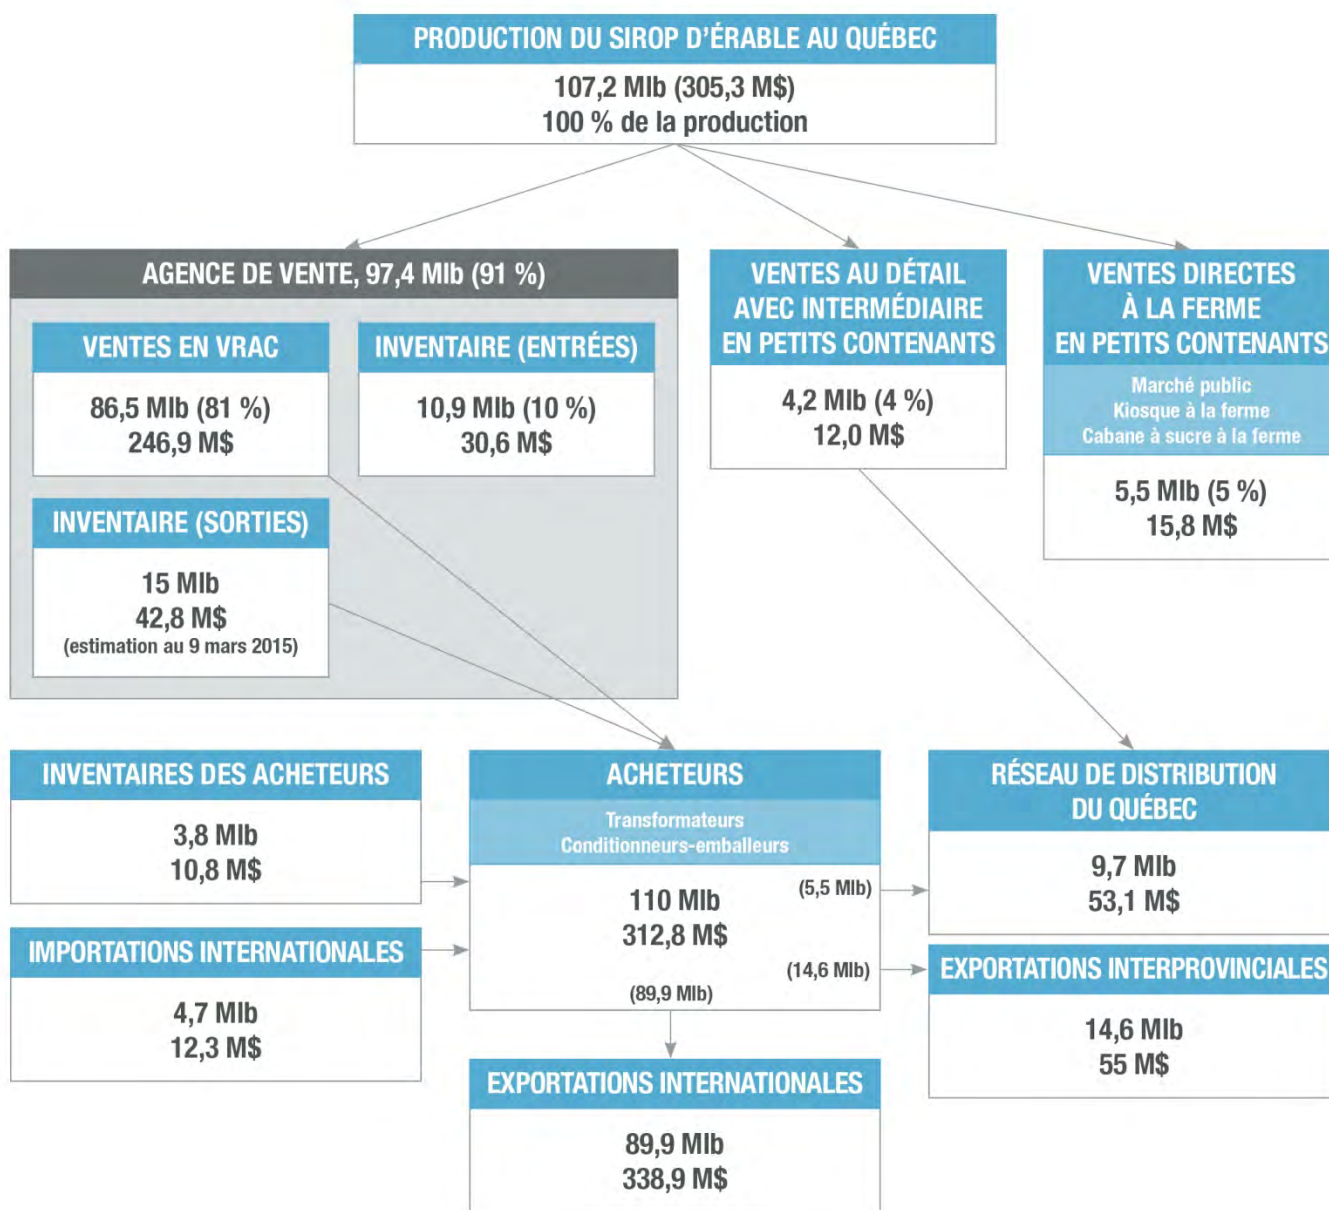 PRODUCTION DU SIROP D'ÉRABLE AU QUÉBEC
107,2 Mlb (305,3 M$)
100 % de la production
AGENCE DE VENTE, 97,4 Mlb (91 %)
VENTES EN VRAC
86,5 Mlb (81 %)
246,9 M$
INVENTAIRE (ENTRÉES)
10,9 Mlb (10 %)
30,6 M$
INVENTAIRE (SORTIES)
15 Mlb
42,8 M$
(estimation au 9 mars 2015)
VENTES AU DÉTAIL
AVEC INTERMÉDIAIRE
EN PETITS CONTENANTS
4,2 Mlb (4 %)
12,0 M$
VENTES DIRECTES
À LA FERME
EN PETITS CONTENANTS
Marché public
Kiosque à la ferme
Cabane à sucre à la ferme
5,5 Mlb (5 %)
15,8 M$
INVENTAIRES DES ACHETEURS
3,8 Mlb
10,8 M$
IMPORTATIONS INTERNATIONALES
4,7 Mlb
12,3 M$
ACHETEURS
Transformateurs
Conditionneurs-emballeurs
110 Mlb
312,8 M$
(5,5 Mlb)
(14,6 Mlb)
(89,9 Mlb)
RÉSEAU DE DISTRIBUTION
DU QUÉBEC
9,7 Mlb
53,1 M$
EXPORTATIONS INTERPROVINCIALES
14,6 Mlb
55 M$
EXPORTATIONS INTERNATIONALES
89,9 Mlb
338,9 M$